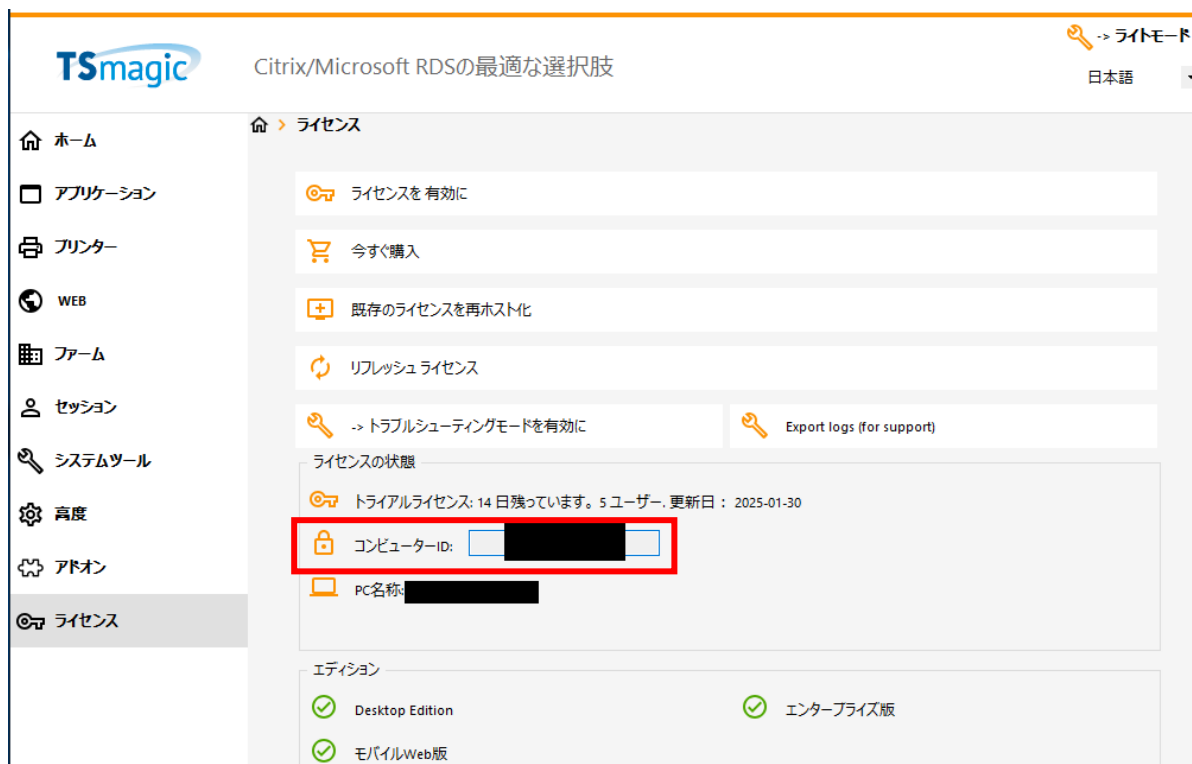 -> ライトモード
TSmagic
Citrix/Microsoft RDSの最適な選択肢
日本語
ホーム
アプリケーション
プリンター
WEB
ファーム
セッション
システムツール
高度
アドオン
ライセンス
ライセンス
ライセンスを 有効に
今すぐ購入
既存のライセンスを再ホスト化
リフレッシュ ライセンス
-> トラブルシューティングモードを有効に
Export logs (for support)
ライセンスの状態
トライアルライセンス: 14 日残っています。5 ユーザー. 更新日： 2025-01-30
コンピューターID:
PC名称:
エディション
Desktop Edition
エンタープライズ版
モバイルWeb版